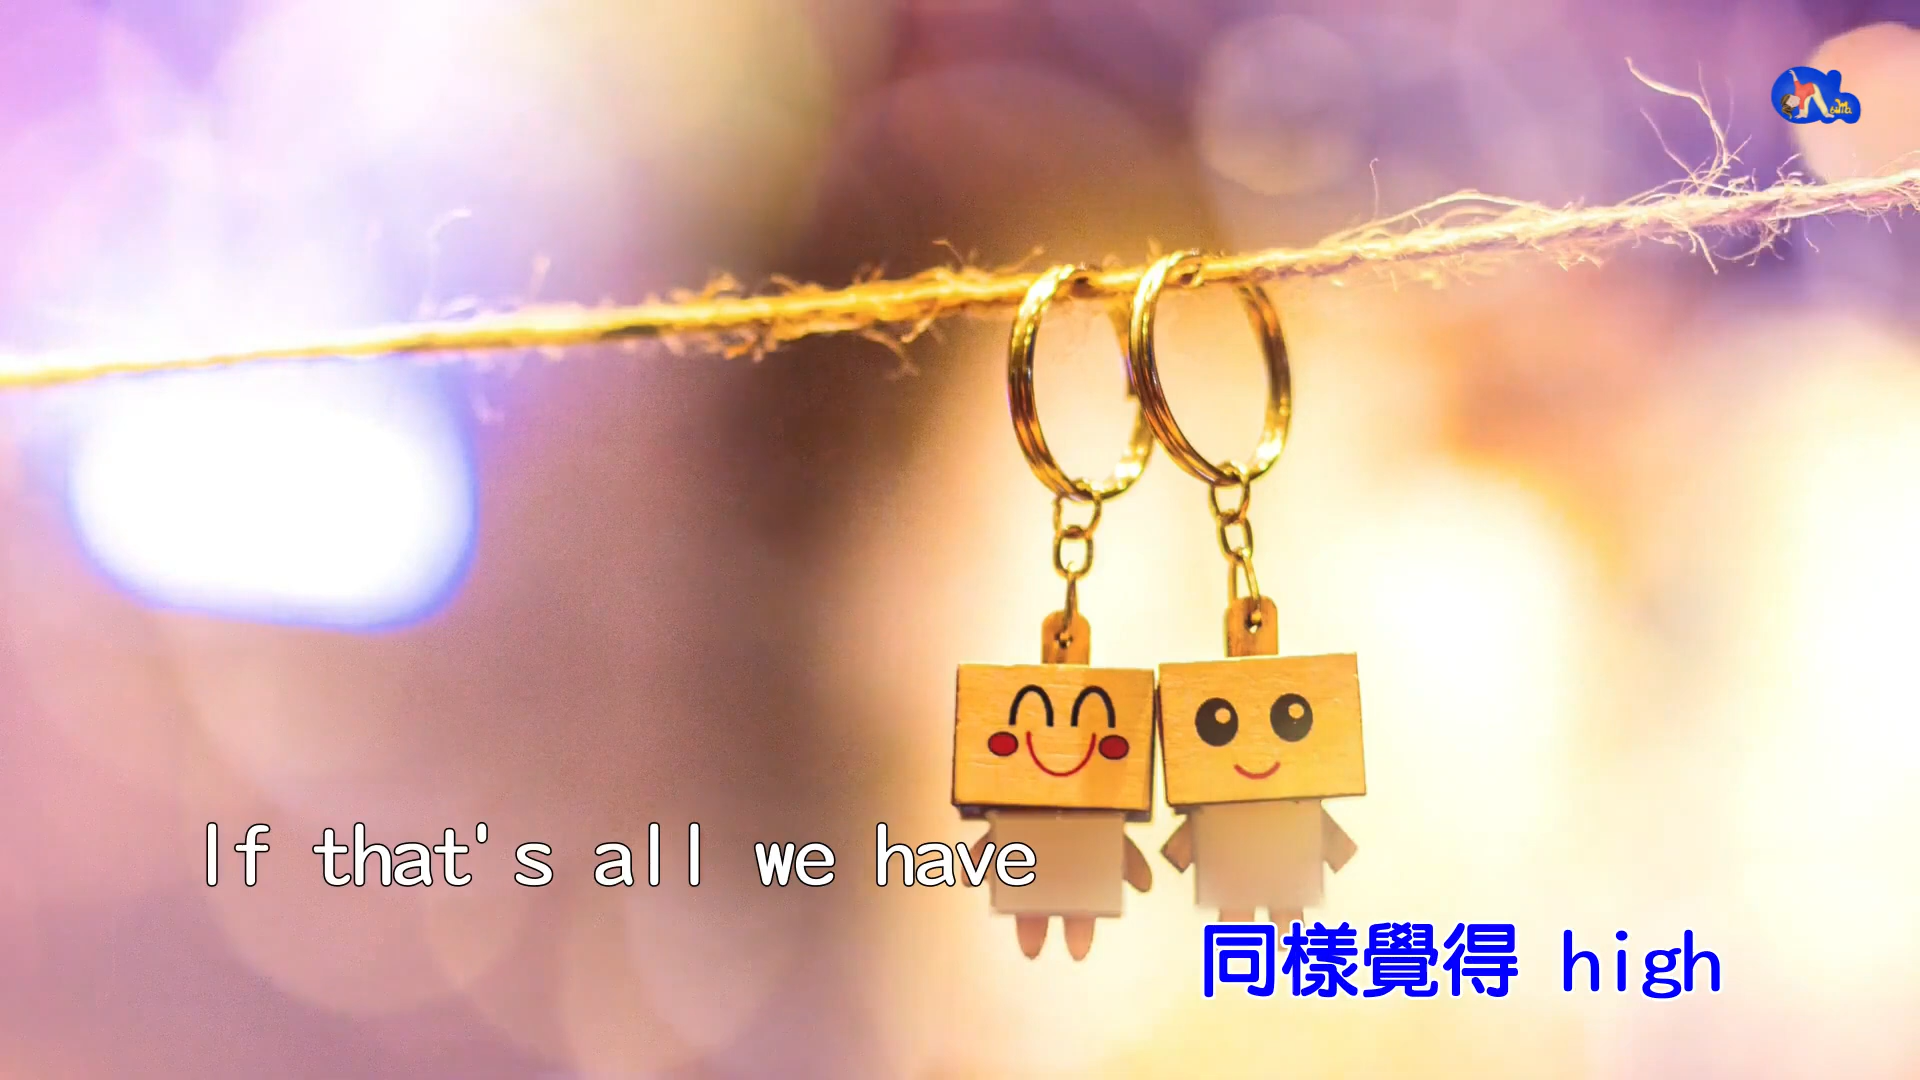 If that's all we have
同樣覺得 high